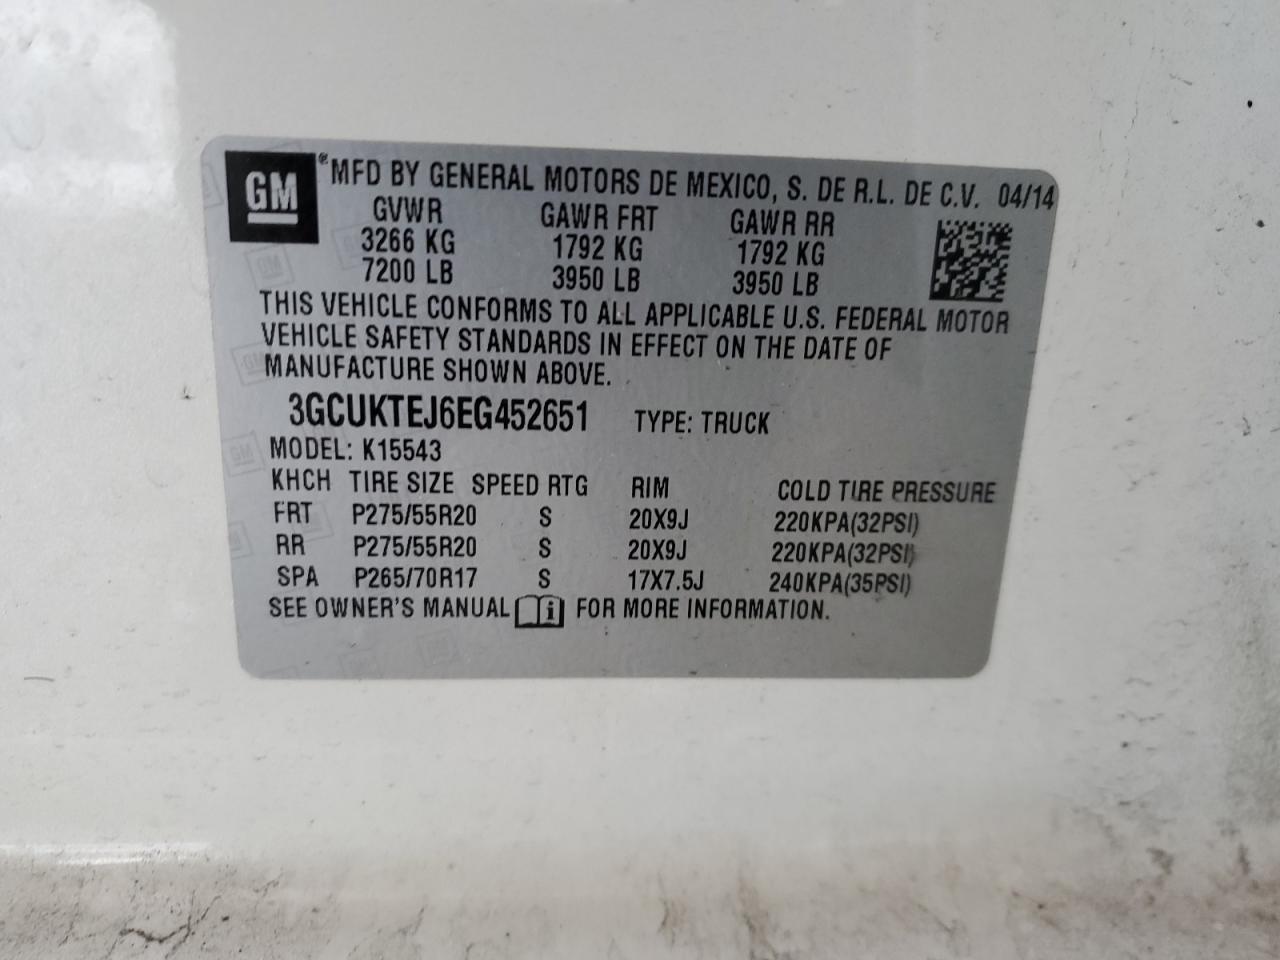 GM ® MFD BY GENERAL MOTORS DE MEXICO, S. DE R.L. DE C.V. 04/14
GVWR GAWR FRT GAWR RR
3266 KG 1792 KG 1792 KG
7200 LB 3950 LB 3950 LB
THIS VEHICLE CONFORMS TO ALL APPLICABLE U.S. FEDERAL MOTOR
VEHICLE SAFETY STANDARDS IN EFFECT ON THE DATE OF
MANUFACTURE SHOWN ABOVE.
3GCUKTEJ6EG452651 TYPE: TRUCK
MODEL: K15543
KHCH TIRE SIZE SPEED RTG RIM COLD TIRE PRESSURE
FRT P275/55R20 S 20X9J 220KPA(32PSI)
RR P275/55R20 S 20X9J 220KPA(32PSI)
SPA P265/70R17 S 17X7.5J 240KPA(35PSI)
SEE OWNER'S MANUAL i FOR MORE INFORMATION.